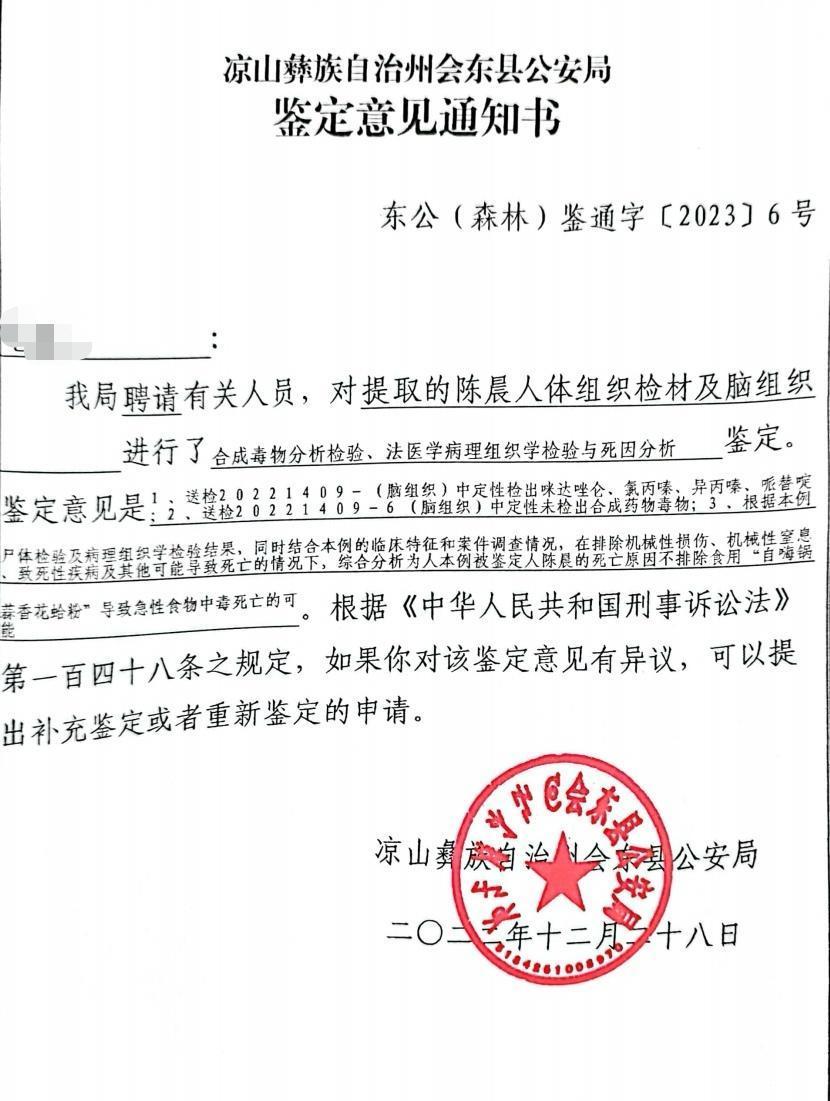 凉山彝族自治州会东县公安局
鉴定意见通知书
东公（森林）鉴通字〔2023〕6号
：
我局聘请有关人员，对提取的陈晨人体组织检材及脑组织
进行了合成毒物分析检验、法医学病理组织学检验与死因分析 鉴定。
鉴定意见是1、送检20221409-（脑组织）中定性检出咪达唑仑、氯丙嗪、异丙嗪、哌替啶
；2、送检20221409-6（脑组织）中定性未检出合成药物毒物；3、根据本例
尸体检验及病理组织学检验结果，同时结合本例的临床特征和案件调查情况，在排除机械性损伤、机械性窒息
、致死性疾病及其他可能导致死亡的情况下，综合分析为人本例被鉴定人陈晨的死亡原因不排除食用“自嗨锅
蒜香花蛤粉”导致急性食物中毒死亡的可
能。根据《中华人民共和国刑事诉讼法》
第一百四十八条之规定，如果你对该鉴定意见有异议，可以提
出补充鉴定或者重新鉴定的申请。
会东县公安局
凉山彝族自治州会东县公安局
二〇二三年十二月二十八日